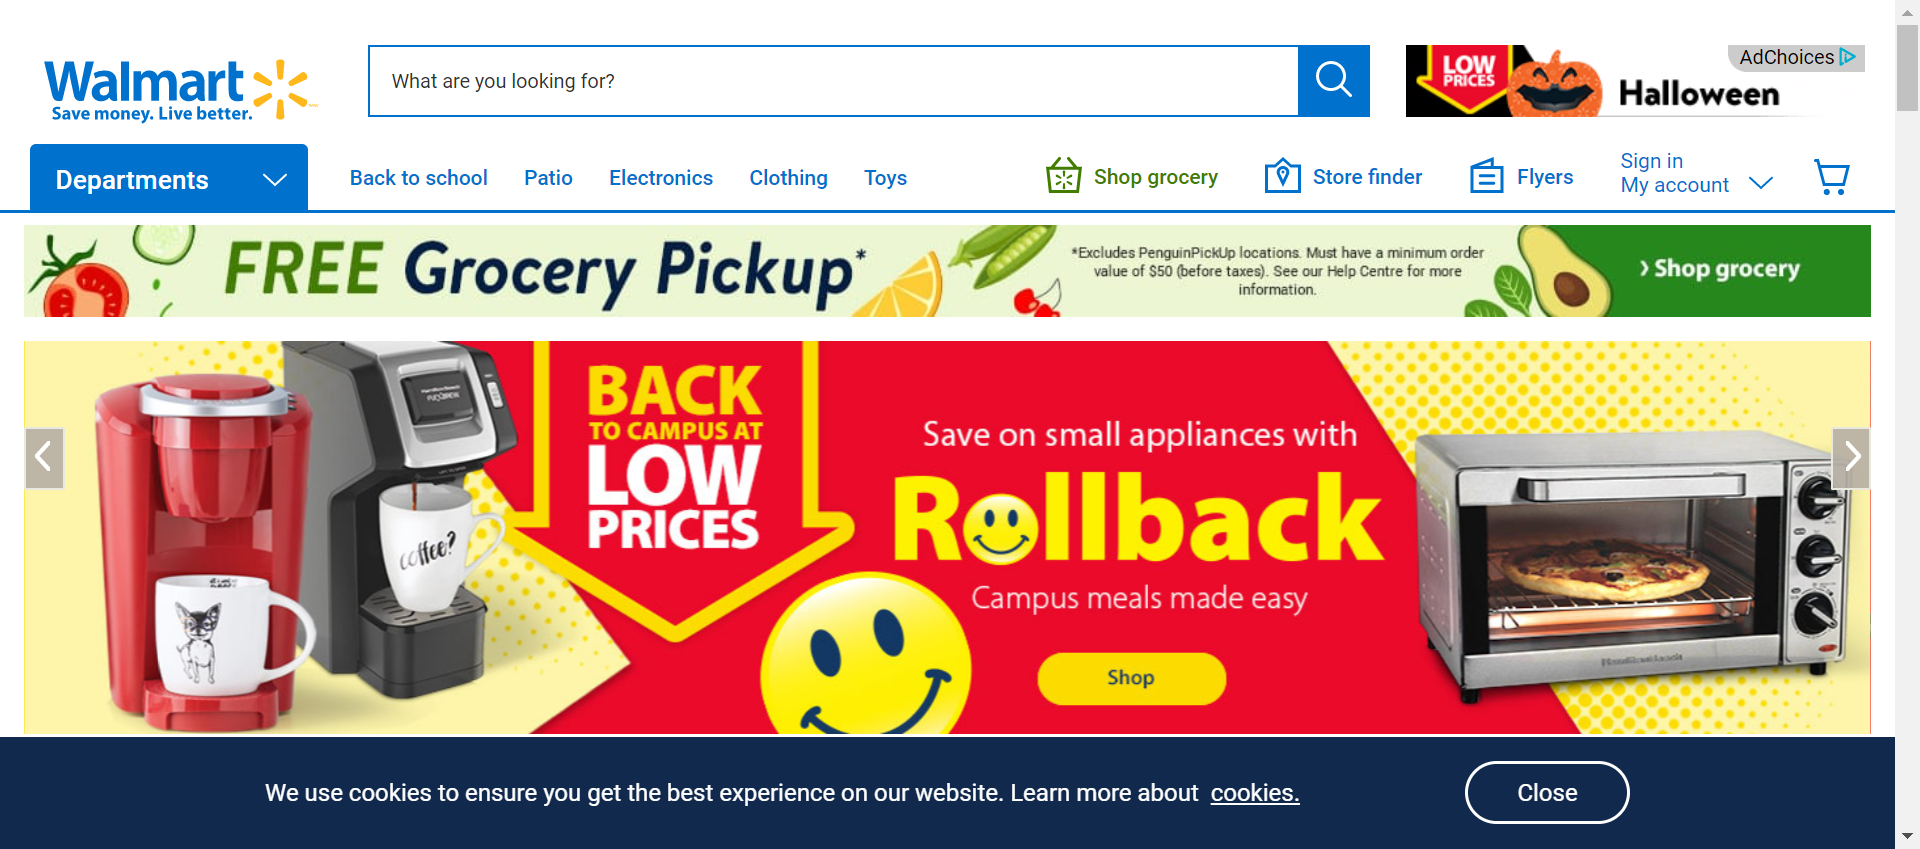 Walmart
Save money. Live better.
What are you looking for?
AdChoices
LOW
PRICES
Halloween
Departments
Back to school
Patio
Electronics
Clothing
Toys
Shop grocery
Store finder
Flyers
Sign in
My account
FREE Grocery Pickup*
*Excludes PenguinPickUp locations. Must have a minimum order
value of $50 (before taxes). See our Help Centre for more
information.
› Shop grocery
BACK
TO CAMPUS AT
LOW
PRICES
Save on small appliances with
Rollback
Campus meals made easy
Shop
coffee?
We use cookies to ensure you get the best experience on our website. Learn more about cookies.
Close